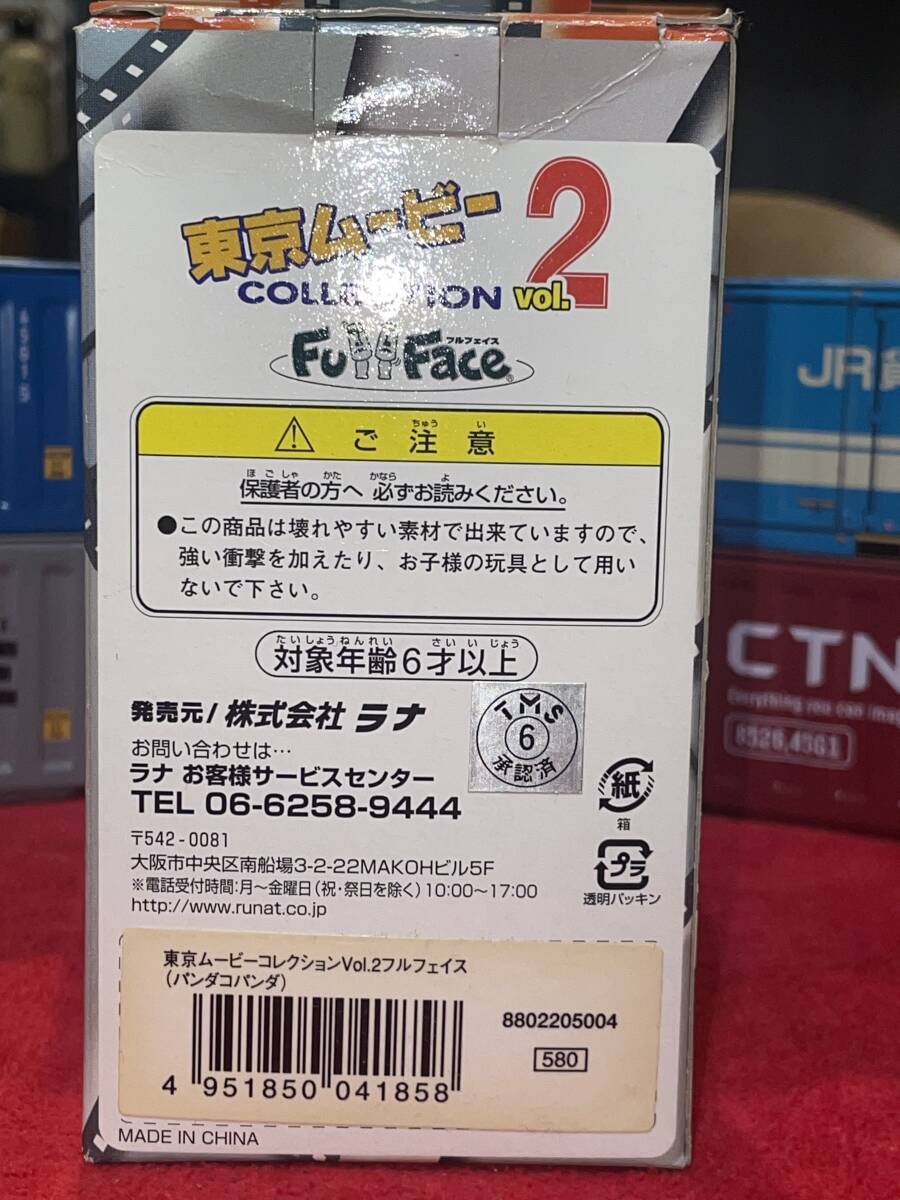 東京ムービー
COLLECTION vol.2
Full Face
フルフェイス
ご注意
ちゅう い
保護者の方へ 必ずお読みください。
ほごしゃ かた かなら よ
●この商品は壊れやすい素材で出来ていますので、
強い衝撃を加えたり、お子様の玩具として用い
ないで下さい。
対象年齢6才以上
たいしょうねんれい さい い じょう
発売元/株式会社 ラナ
お問い合わせは…
ラナ お客様サービスセンター
TEL 06-6258-9444
〒542-0081
大阪市中央区南船場3-2-22MAKOHビル5F
※電話受付時間:月〜金曜日(祝・祭日を除く)10:00〜17:00
http://www.runat.co.jp
TMS
6
承認済
紙
箱
プラ
透明パッキン
東京ムービーコレクションVol.2フルフェイス
(パンダコパンダ)
8802205004
580
4 951850 041858
MADE IN CHINA
JR貨
CTN
Everything you can imag
8526,4561